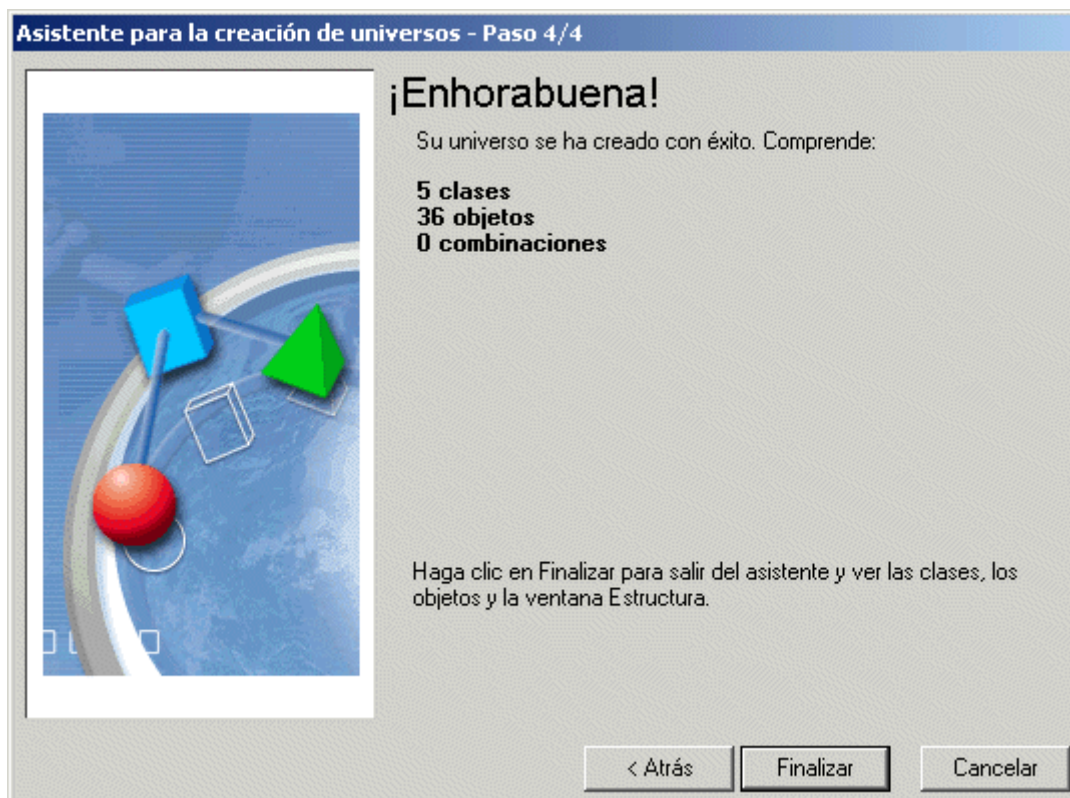 Asistente para la creación de universos - Paso 4/4
¡Enhorabuena!
Su universo se ha creado con éxito. Comprende:
5 clases
36 objetos
0 combinaciones
Haga clic en Finalizar para salir del asistente y ver las clases, los
objetos y la ventana Estructura.
< Atrás
Finalizar
Cancelar